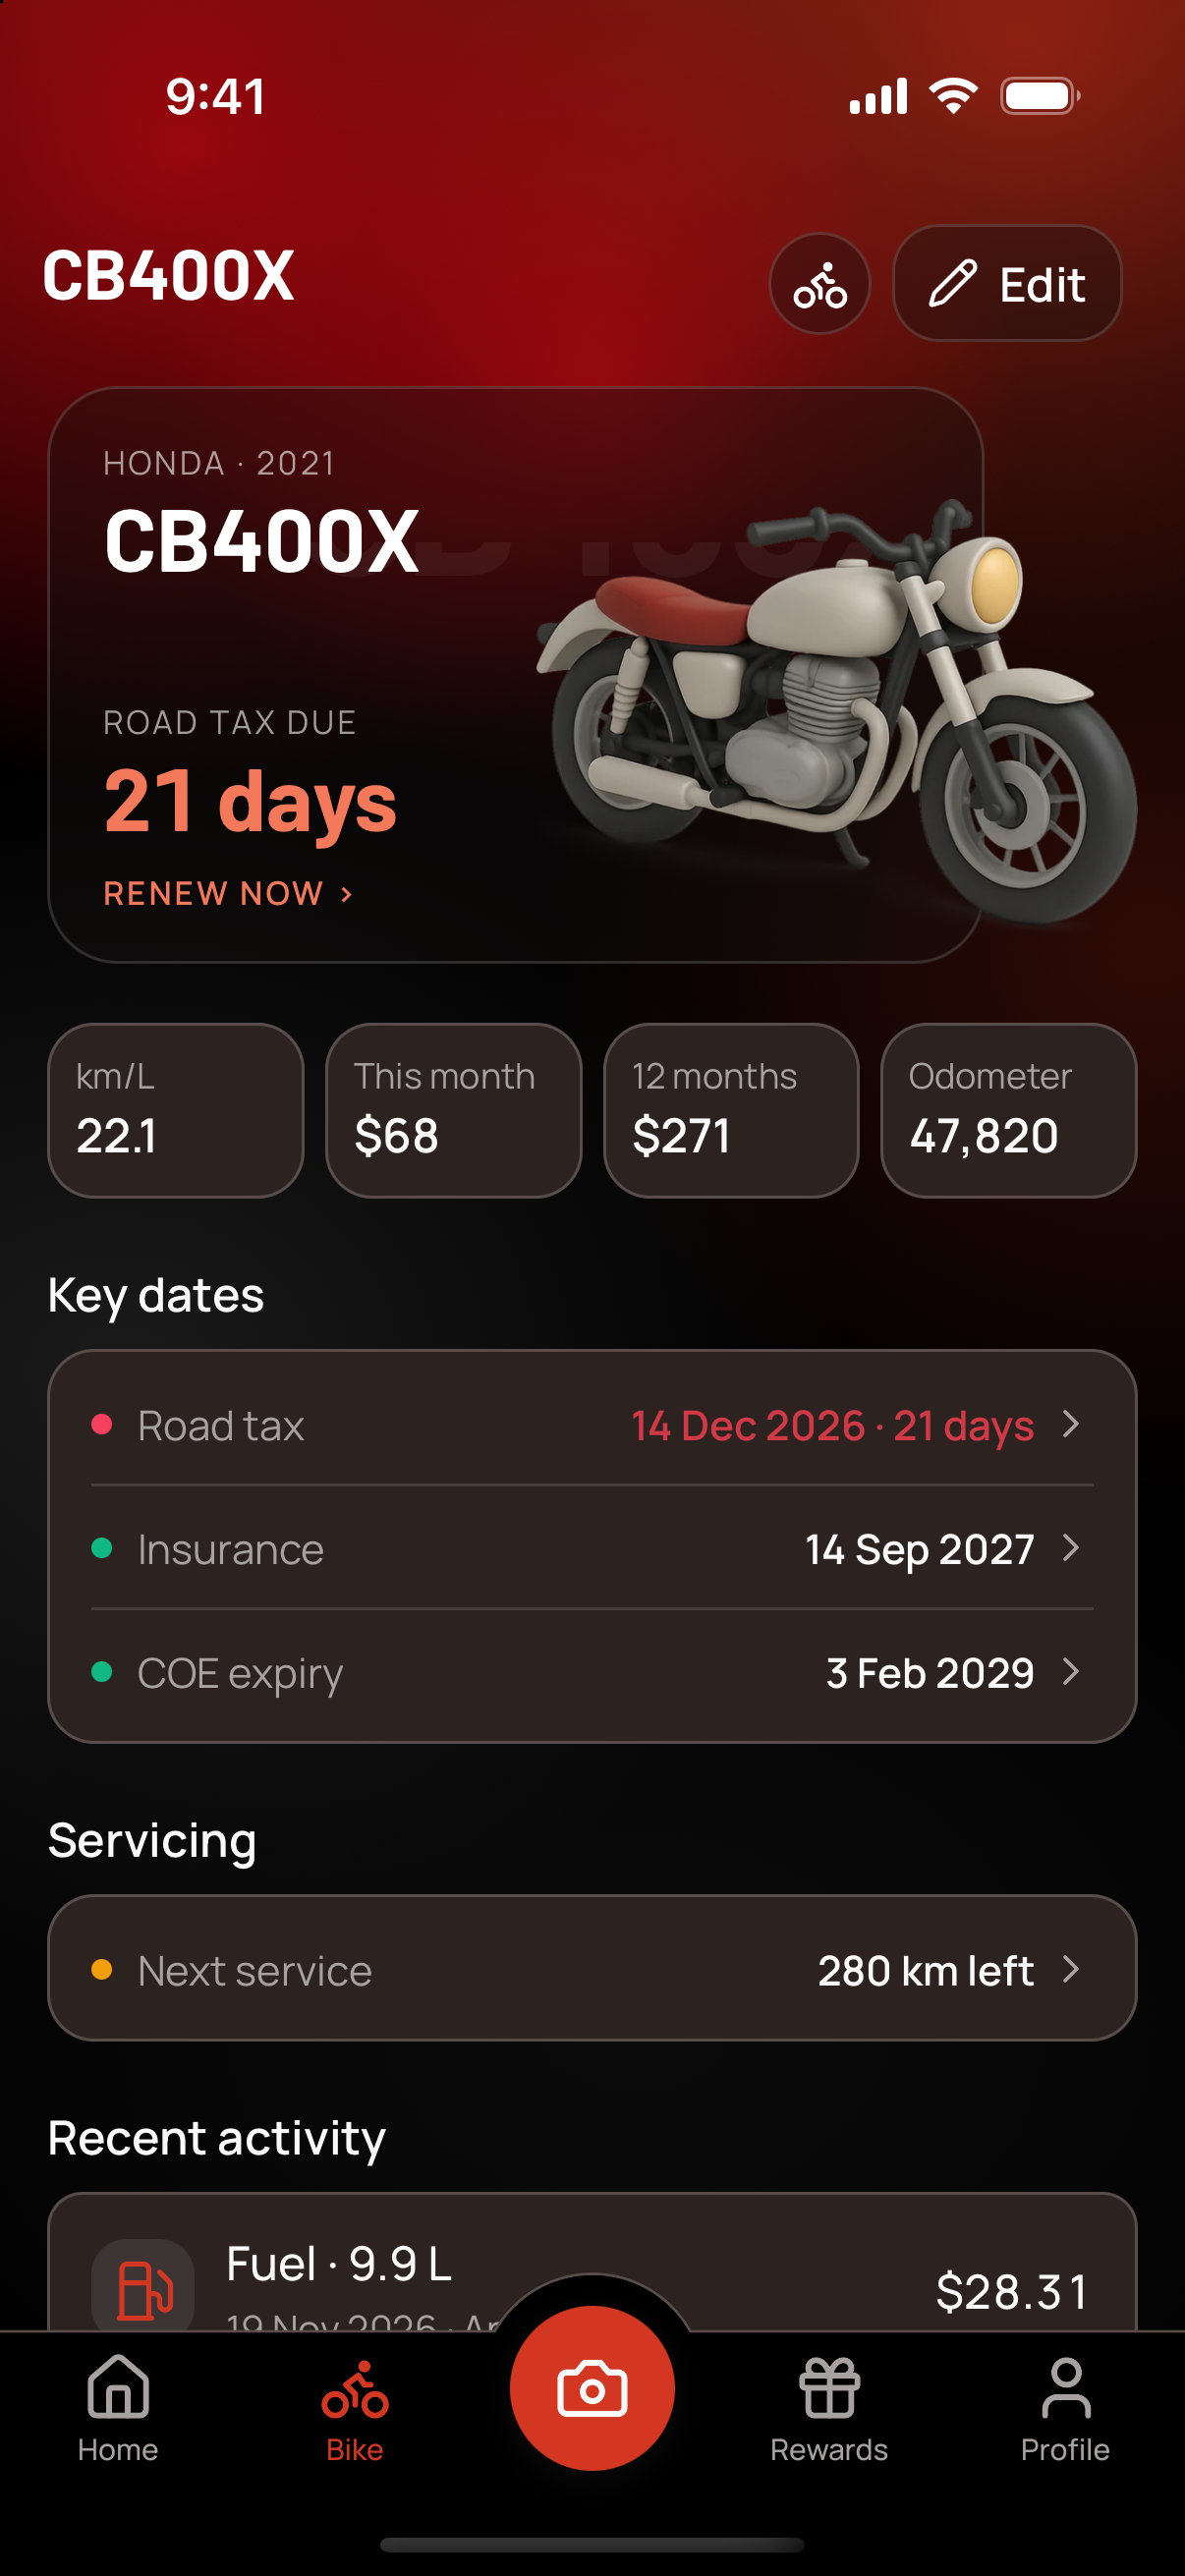 9:41
CB400X
Edit
HONDA · 2021
CB400X
ROAD TAX DUE
21 days
RENEW NOW ›
km/L
22.1
This month
$68
12 months
$271
Odometer
47,820
Key dates
Road tax
14 Dec 2026 · 21 days
Insurance
14 Sep 2027
COE expiry
3 Feb 2029
Servicing
Next service
280 km left
Recent activity
Fuel · 9.9 L
$28.31
19 Nov 2026 ·
Home
Bike
Rewards
Profile